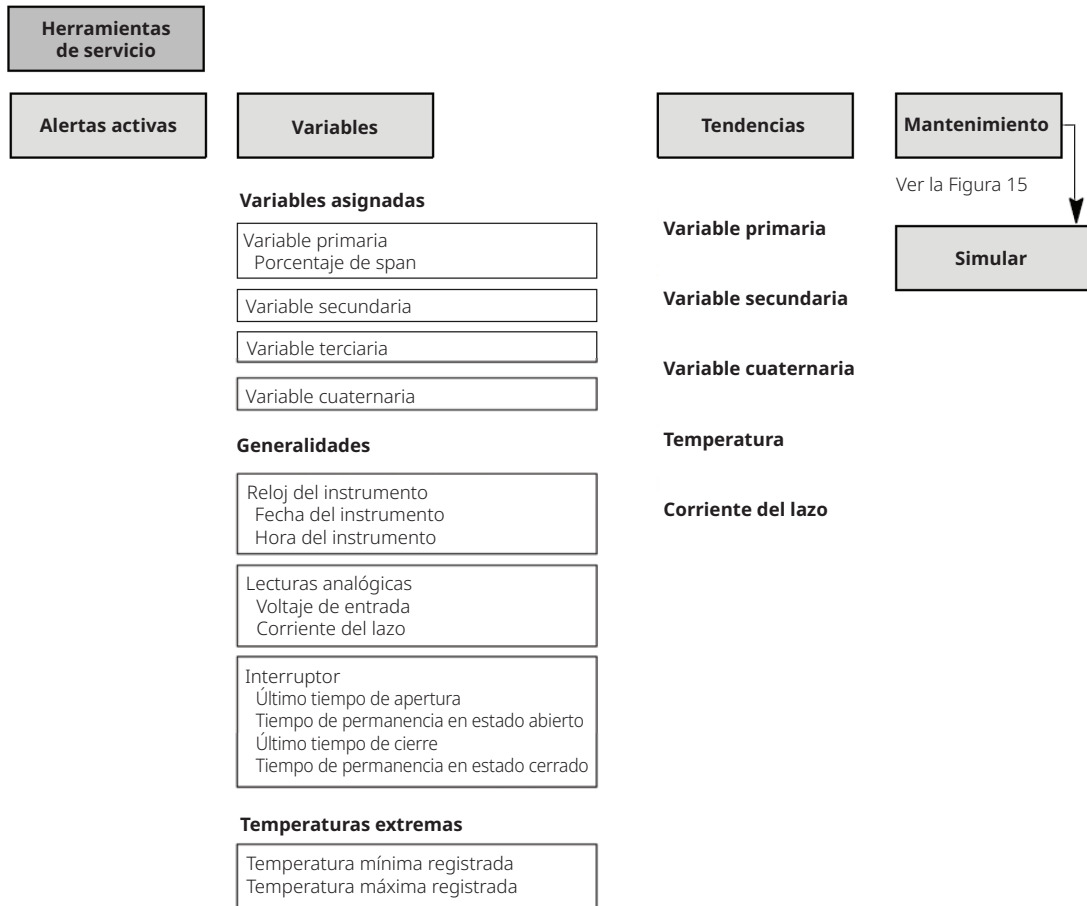 Herramientas
de servicio
Alertas activas
Variables
Variables asignadas
Variable primaria
Porcentaje de span
Variable secundaria
Variable terciaria
Variable cuaternaria
Generalidades
Reloj del instrumento
Fecha del instrumento
Hora del instrumento
Lecturas analógicas
Voltaje de entrada
Corriente del lazo
Interruptor
Último tiempo de apertura
Tiempo de permanencia en estado abierto
Último tiempo de cierre
Tiempo de permanencia en estado cerrado
Temperaturas extremas
Temperatura mínima registrada
Temperatura máxima registrada
Tendencias
Variable primaria
Variable secundaria
Variable cuaternaria
Temperatura
Corriente del lazo
Mantenimiento
Ver la Figura 15
Simular